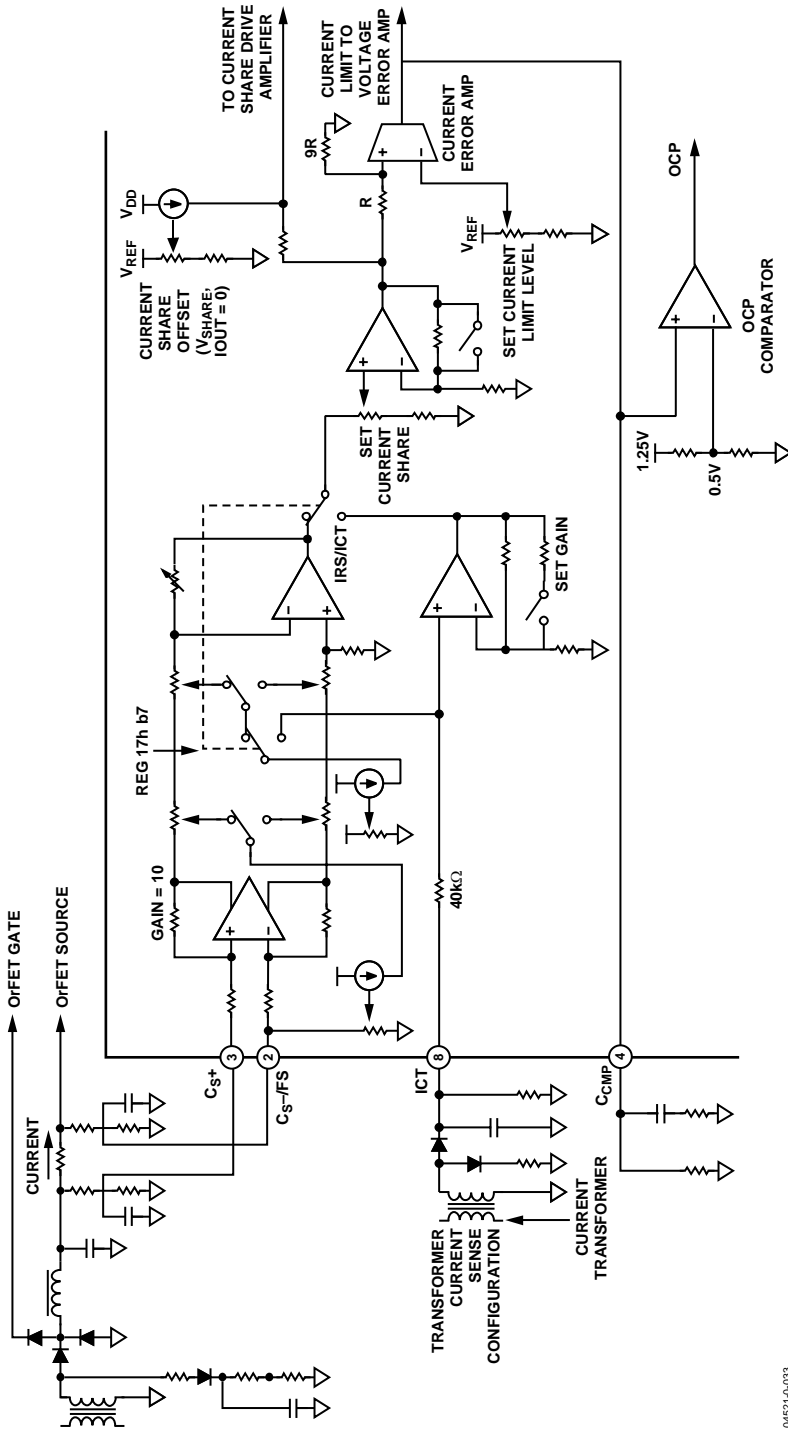 OrFET GATE
OrFET SOURCE
CURRENT
CS+
3
2
CS–/FS
GAIN = 10
REG 17h b7
IRS/ICT
VREF
VDD
CURRENT
SHARE
OFFSET
(VSHARE,
IOUT = 0)
TO CURRENT
SHARE DRIVE
AMPLIFIER
SET
CURRENT
SHARE
R
9R
CURRENT
LIMIT TO
VOLTAGE
ERROR AMP
CURRENT
ERROR AMP
VREF
SET CURRENT
LIMIT LEVEL
ICT
8
40kΩ
SET GAIN
TRANSFORMER
CURRENT
SENSE
CONFIGURATION
CURRENT
TRANSFORMER
CCMP
4
1.25V
0.5V
OCP
OCP
COMPARATOR
+
–
–
+
+
–
+
–
+
–
+
–
04521-0-033